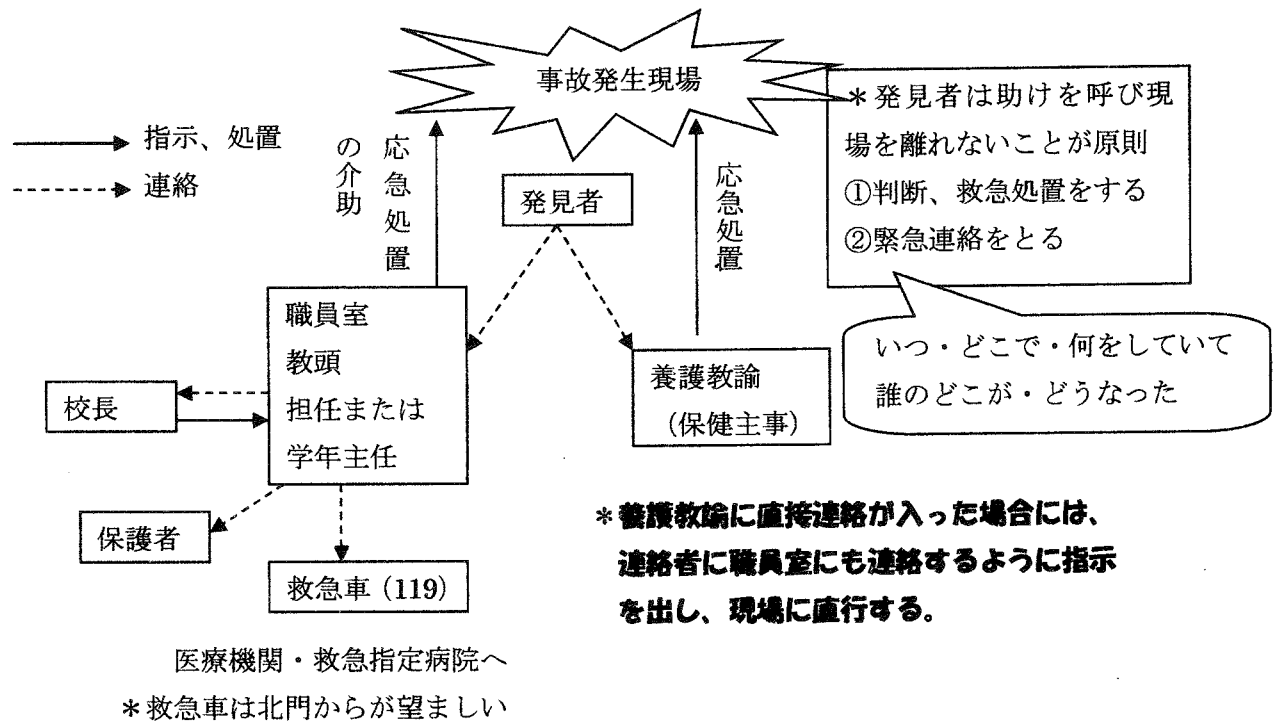 事故発生現場
指示、処置
連絡
応急処置
の介助
発見者
応急処置
＊発見者は助けを呼び現
場を離れないことが原則
①判断、救急処置をする
②緊急連絡をとる
いつ・どこで・何をしていて
誰のどこが・どうなった
職員室
教頭
担任または
学年主任
校長
養護教諭
（保健主事）
保護者
救急車（119）
＊養護教諭に直接連絡が入った場合には、
連絡者に職員室にも連絡するように指示
を出し、現場に直行する。
医療機関・救急指定病院へ
＊救急車は北門からが望ましい